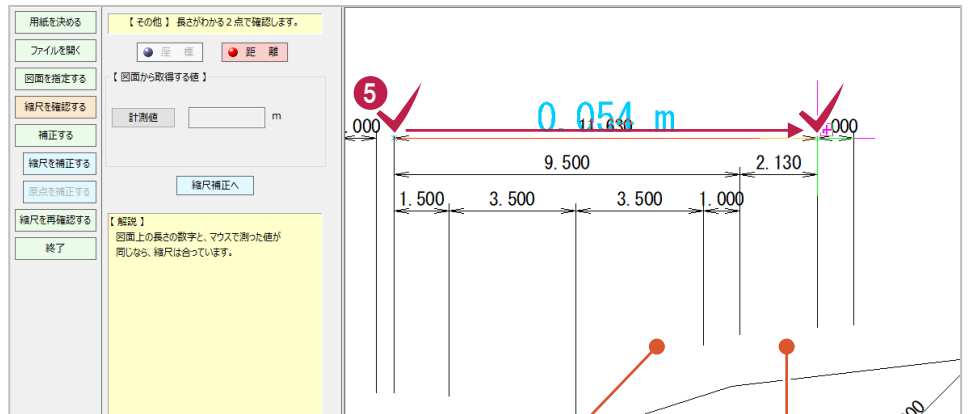 用紙を決める
ファイルを開く
図面を指定する
縮尺を確認する
補正する
縮尺を補正する
原点を補正する
縮尺を再確認する
終了
【 その他 】 長さがわかる2点で確認します。
座 標
距 離
【 図面から取得する値 】
計測値
m
縮尺補正へ
【 解説 】
図面上の長さの数字と、マウスで測った値が
同じなら、縮尺は合っています。
5
0.054 m
.000
11.630
.000
9.500
2.130
1.500
3.500
3.500
1.000